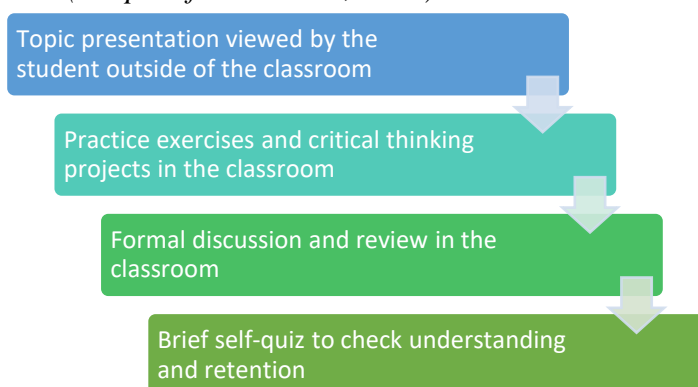 Topic presentation viewed by the
student outside of the classroom
Practice exercises and critical thinking
projects in the classroom
Formal discussion and review in the
classroom
Brief self-quiz to check understanding
and retention